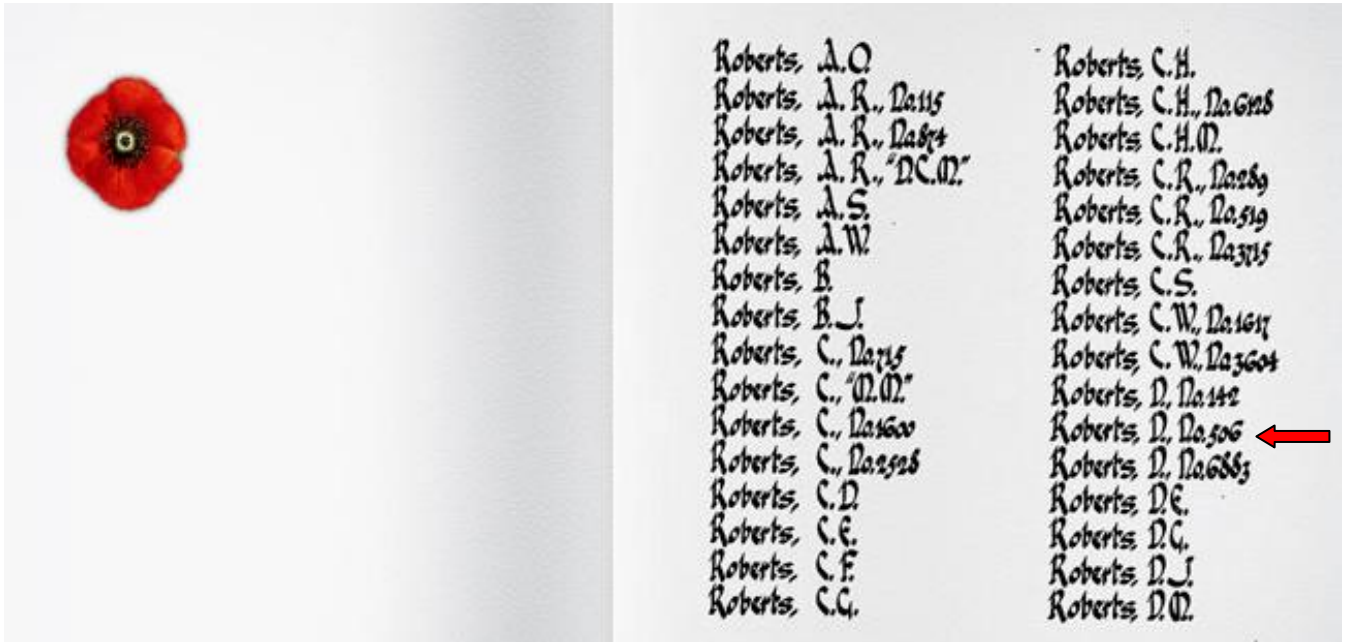 Roberts, A.O.
Roberts, A. R., No.115
Roberts, A. R., No.874
Roberts, A. R., "D.C.M."
Roberts, A.S.
Roberts, A.W.
Roberts, B.
Roberts, B.J.
Roberts, C., No.715
Roberts, C., "M.M."
Roberts, C., No.1600
Roberts, C., No.2528
Roberts, C.D.
Roberts, C.E.
Roberts, C.F.
Roberts, C.G.
Roberts, C.H.
Roberts, C.H., No.6128
Roberts, C.H.M.
Roberts, C.R., No.289
Roberts, C.R., No.519
Roberts, C.R., No.3715
Roberts, C.S.
Roberts, C.W., No.1617
Roberts, C.W., No.3604
Roberts, D., No.142
Roberts, D., No.506
Roberts, D., No.6883
Roberts, D.E.
Roberts, D.G.
Roberts, D.J.
Roberts, D.M.